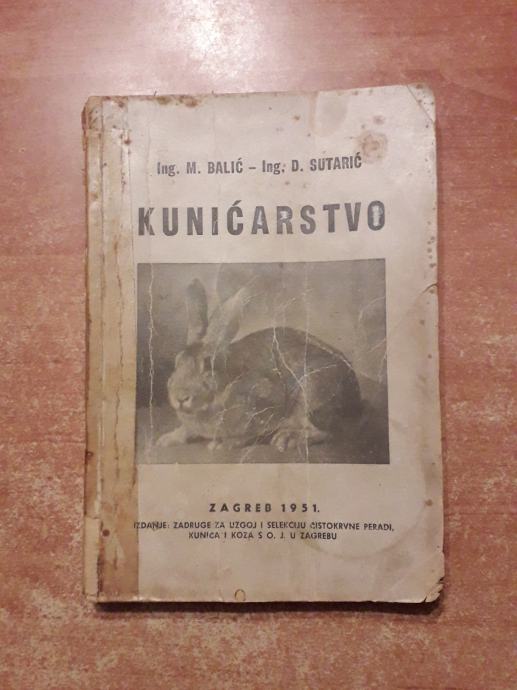 Ing. M. BALIĆ – Ing. D. SUTARIĆ
KUNIĆARSTVO
ZAGREB 1951.
IZDANJE: ZADRUGE ZA UZGOJ I SELEKCIJU ČISTOKRVNE PERADI,
KUNIĆA I KOZA S O. J. U ZAGREBU